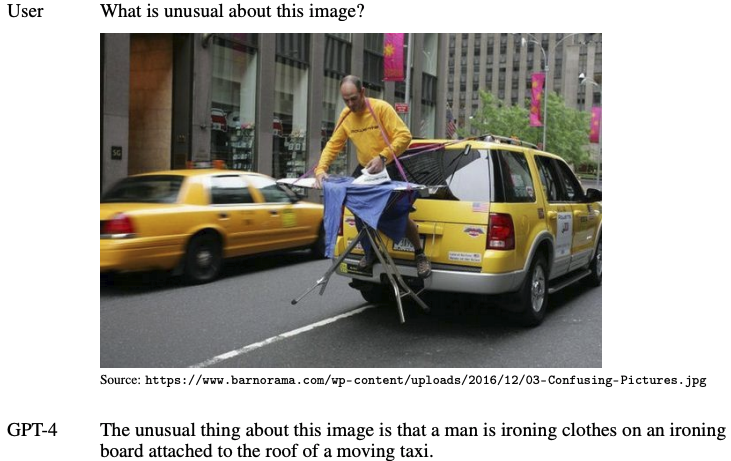 User
What is unusual about this image?
SG
Source: https://www.barnorama.com/wp-content/uploads/2016/12/03-Confusing-Pictures.jpg
GPT-4
The unusual thing about this image is that a man is ironing clothes on an ironing
board attached to the roof of a moving taxi.